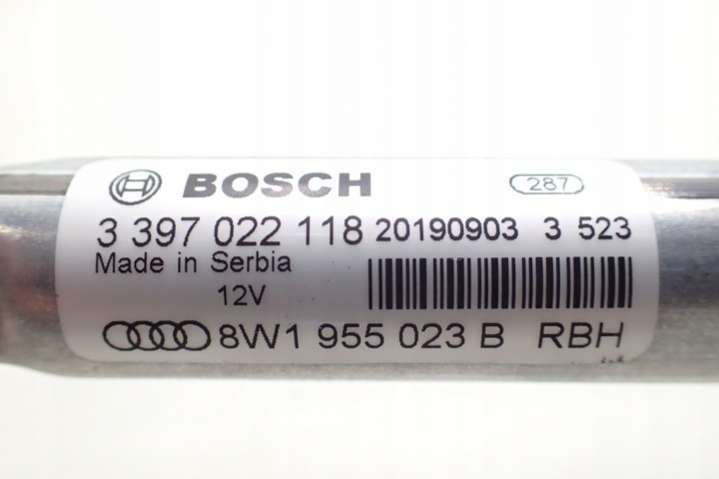 BOSCH 287
3 397 022 118 20190903 3 523
Made in Serbia
12V
8W1 955 023 B RBH